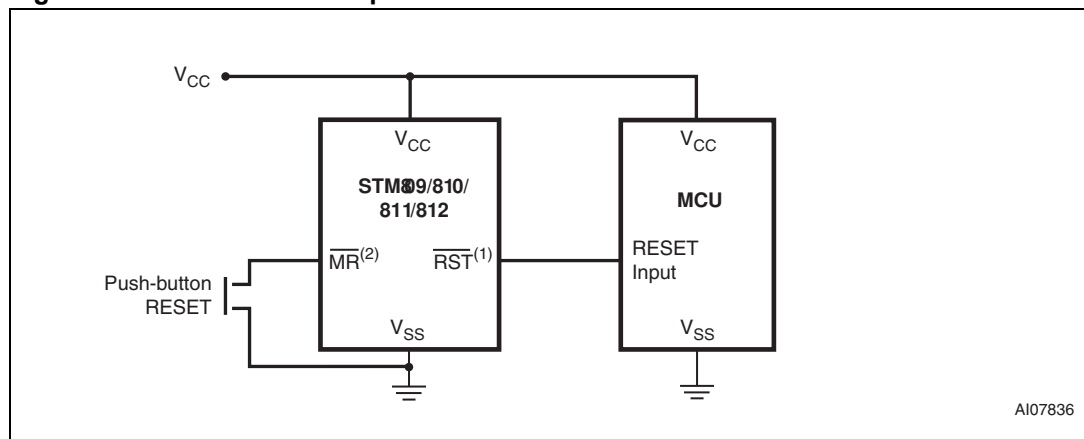 V_CC
V_CC
STM809/810/
811/812
MR(2)
RST(1)
V_SS
Push-button
RESET
V_CC
MCU
RESET
Input
V_SS
AI07836